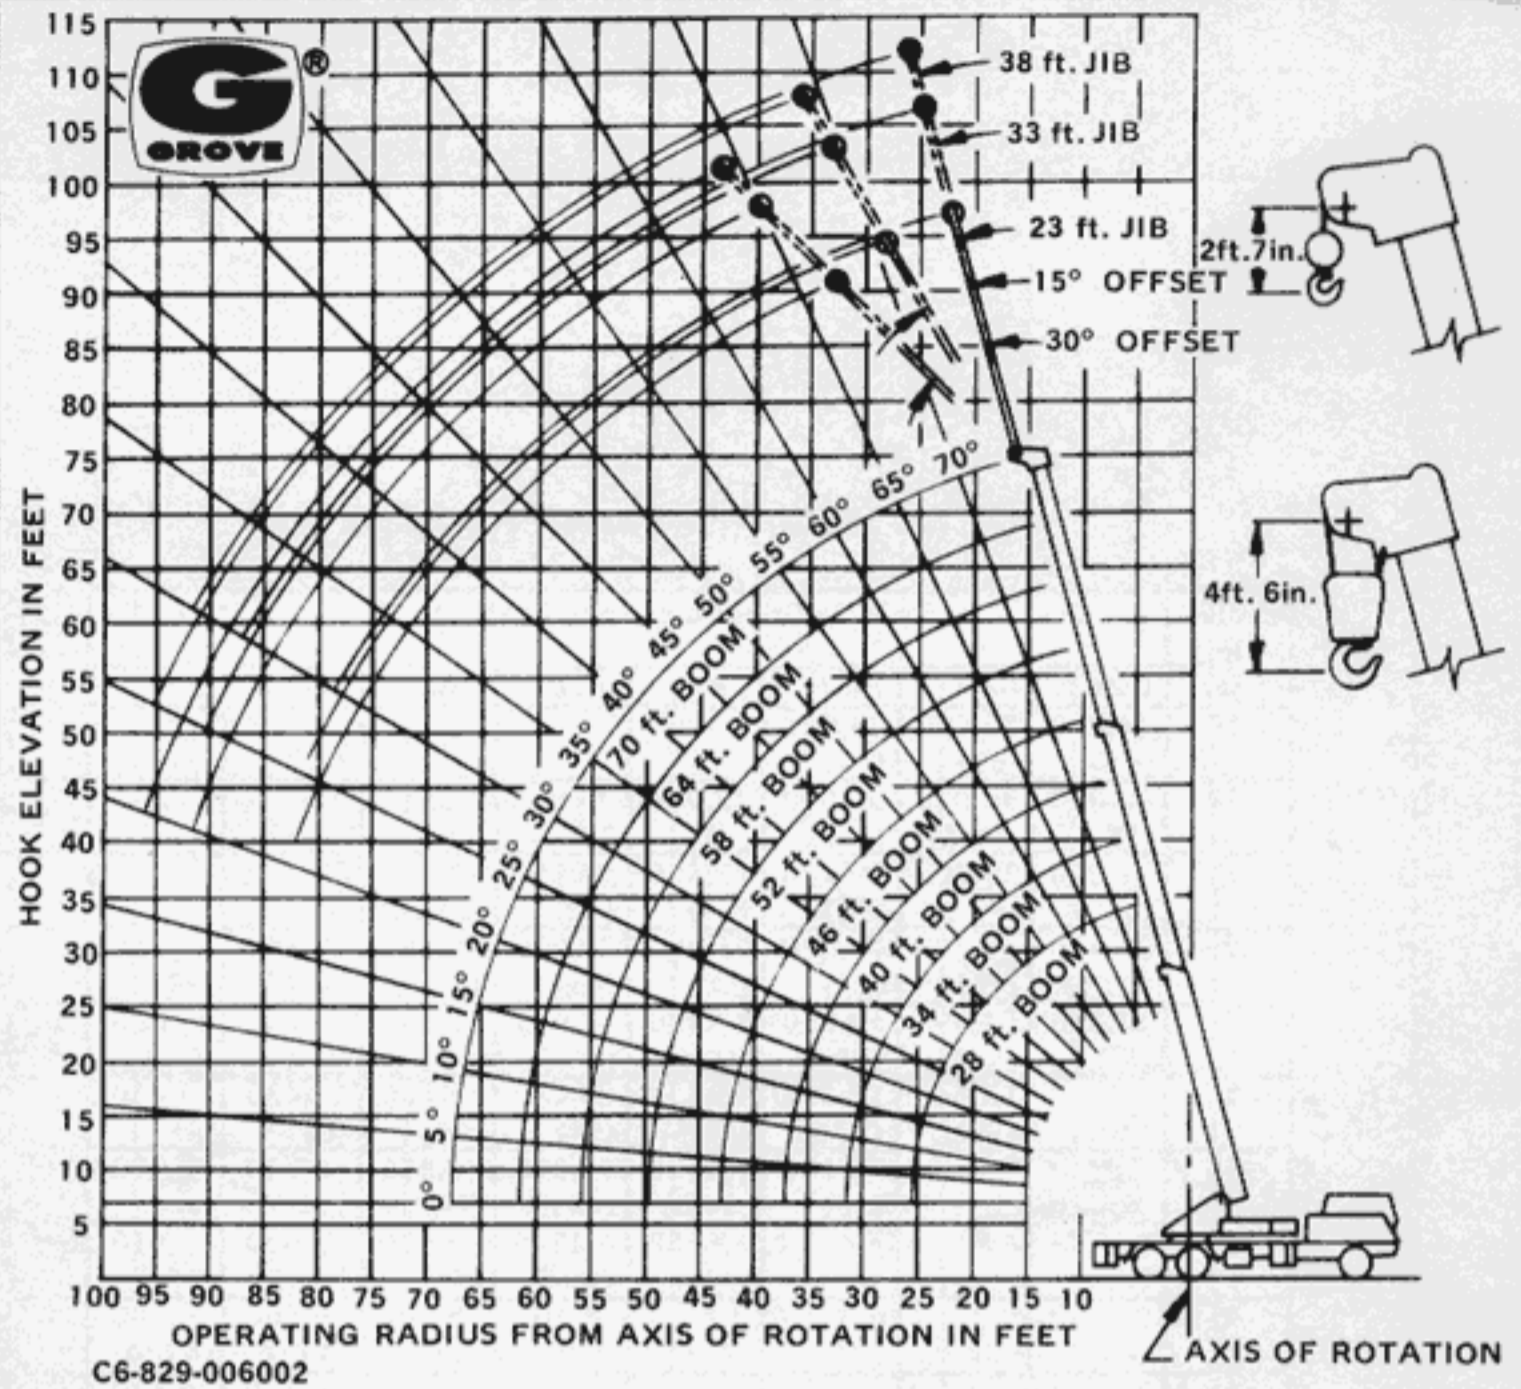 115
110
105
100
95
90
85
80
75
70
65
60
55
50
45
40
35
30
25
20
15
10
5
HOOK ELEVATION IN FEET
G
GROVE
®
38 ft. JIB
33 ft. JIB
23 ft. JIB
15° OFFSET
30° OFFSET
2ft.7in.
4ft. 6in.
70°
65°
60°
55°
50°
45°
40°
35°
30°
25°
20°
15°
10°
5°
0°
70 ft. BOOM
64 ft. BOOM
58 ft. BOOM
52 ft. BOOM
46 ft. BOOM
40 ft. BOOM
34 ft. BOOM
28 ft. BOOM
100 95 90 85 80 75 70 65 60 55 50 45 40 35 30 25 20 15 10
OPERATING RADIUS FROM AXIS OF ROTATION IN FEET
AXIS OF ROTATION
C6-829-006002